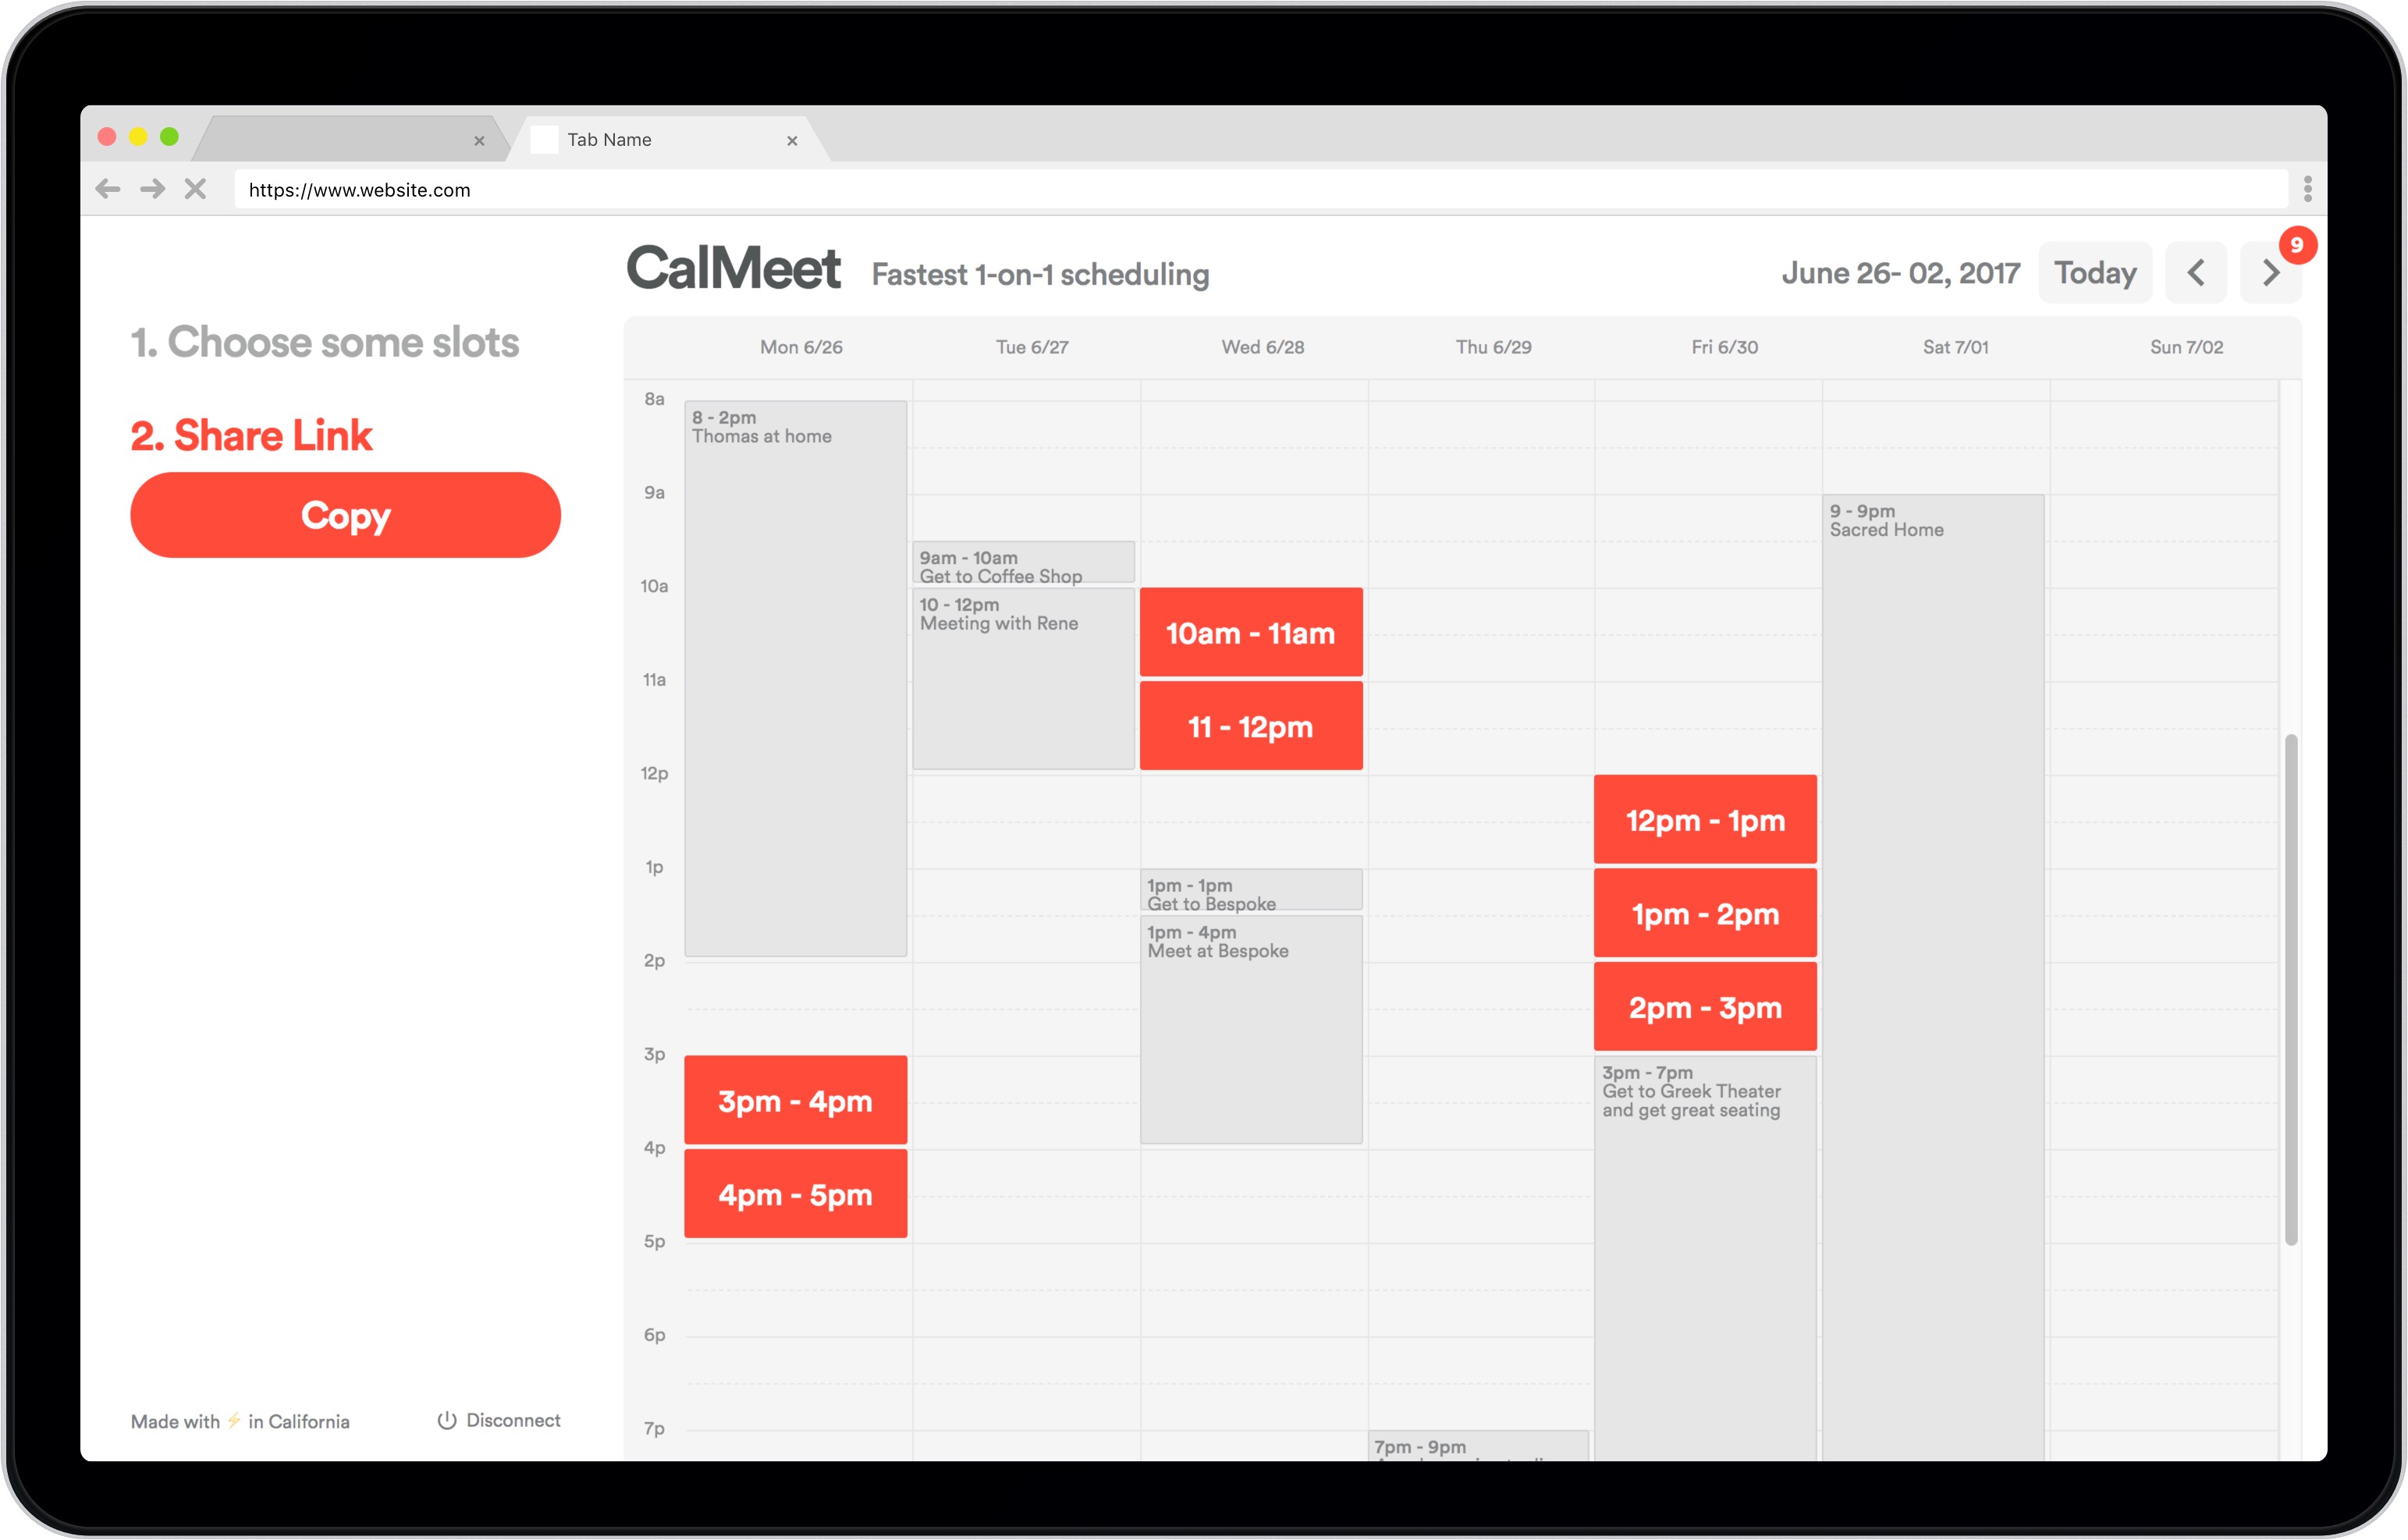 Tab Name
https://www.website.com
CalMeet
Fastest 1-on-1 scheduling
June 26- 02, 2017
Today
9
1. Choose some slots
2. Share Link
Copy
Made with ⚡ in California
Disconnect
Mon 6/26
Tue 6/27
Wed 6/28
Thu 6/29
Fri 6/30
Sat 7/01
Sun 7/02
8a
9a
10a
11a
12p
1p
2p
3p
4p
5p
6p
7p
8 - 2pm
Thomas at home
3pm - 4pm
4pm - 5pm
9am - 10am
Get to Coffee Shop
10 - 12pm
Meeting with Rene
10am - 11am
11 - 12pm
1pm - 1pm
Get to Bespoke
1pm - 4pm
Meet at Bespoke
7pm - 9pm
12pm - 1pm
1pm - 2pm
2pm - 3pm
3pm - 7pm
Get to Greek Theater
and get great seating
9 - 9pm
Sacred Home